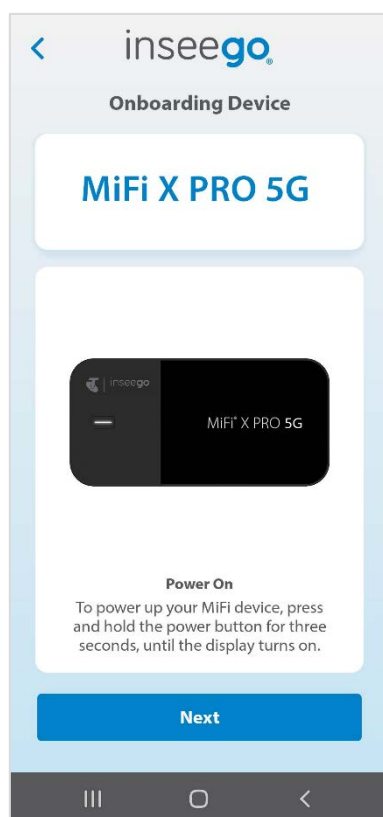 inseego®
Onboarding Device
MiFi X PRO 5G
inseego
MiFi® X PRO 5G
Power On
To power up your MiFi device, press
and hold the power button for three
seconds, until the display turns on.
Next